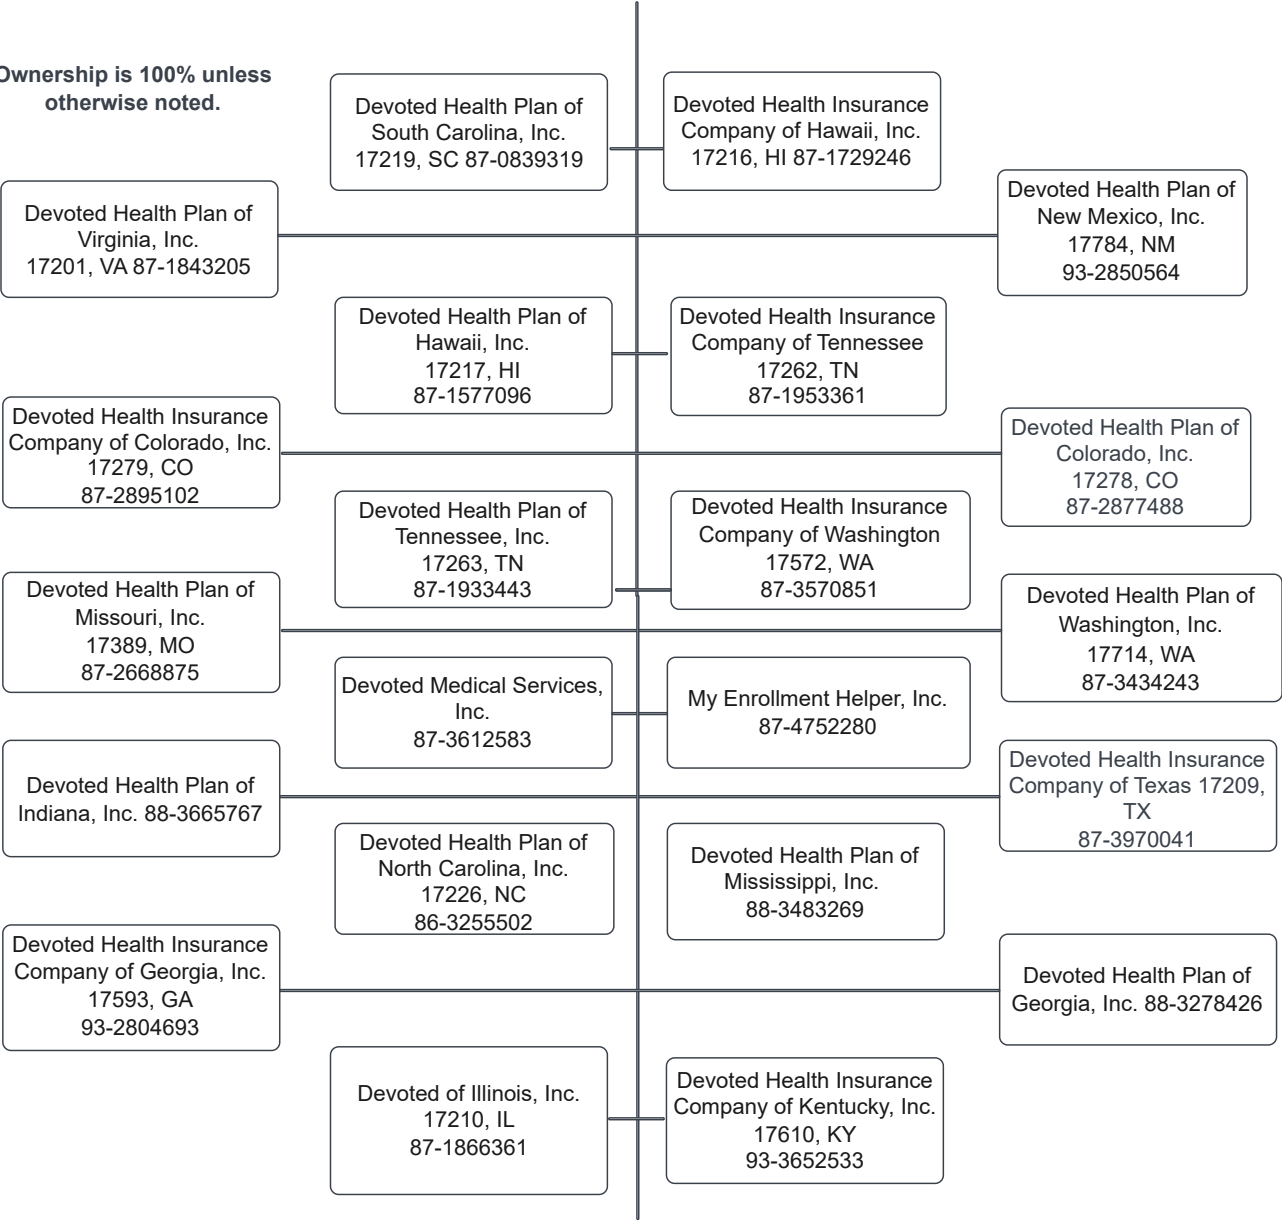 Ownership is 100% unless
otherwise noted.
Devoted Health Plan of
South Carolina, Inc.
17219, SC 87-0839319
Devoted Health Insurance
Company of Hawaii, Inc.
17216, HI 87-1729246
Devoted Health Plan of
Virginia, Inc.
17201, VA 87-1843205
Devoted Health Plan of
New Mexico, Inc.
17784, NM
93-2850564
Devoted Health Plan of
Hawaii, Inc.
17217, HI
87-1577096
Devoted Health Insurance
Company of Tennessee
17262, TN
87-1953361
Devoted Health Insurance
Company of Colorado, Inc.
17279, CO
87-2895102
Devoted Health Plan of
Colorado, Inc.
17278, CO
87-2877488
Devoted Health Plan of
Tennessee, Inc.
17263, TN
87-1933443
Devoted Health Insurance
Company of Washington
17572, WA
87-3570851
Devoted Health Plan of
Missouri, Inc.
17389, MO
87-2668875
Devoted Health Plan of
Washington, Inc.
17714, WA
87-3434243
Devoted Medical Services,
Inc.
87-3612583
My Enrollment Helper, Inc.
87-4752280
Devoted Health Plan of
Indiana, Inc. 88-3665767
Devoted Health Insurance
Company of Texas 17209,
TX
87-3970041
Devoted Health Plan of
North Carolina, Inc.
17226, NC
86-3255502
Devoted Health Plan of
Mississippi, Inc.
88-3483269
Devoted Health Insurance
Company of Georgia, Inc.
17593, GA
93-2804693
Devoted Health Plan of
Georgia, Inc. 88-3278426
Devoted of Illinois, Inc.
17210, IL
87-1866361
Devoted Health Insurance
Company of Kentucky, Inc.
17610, KY
93-3652533